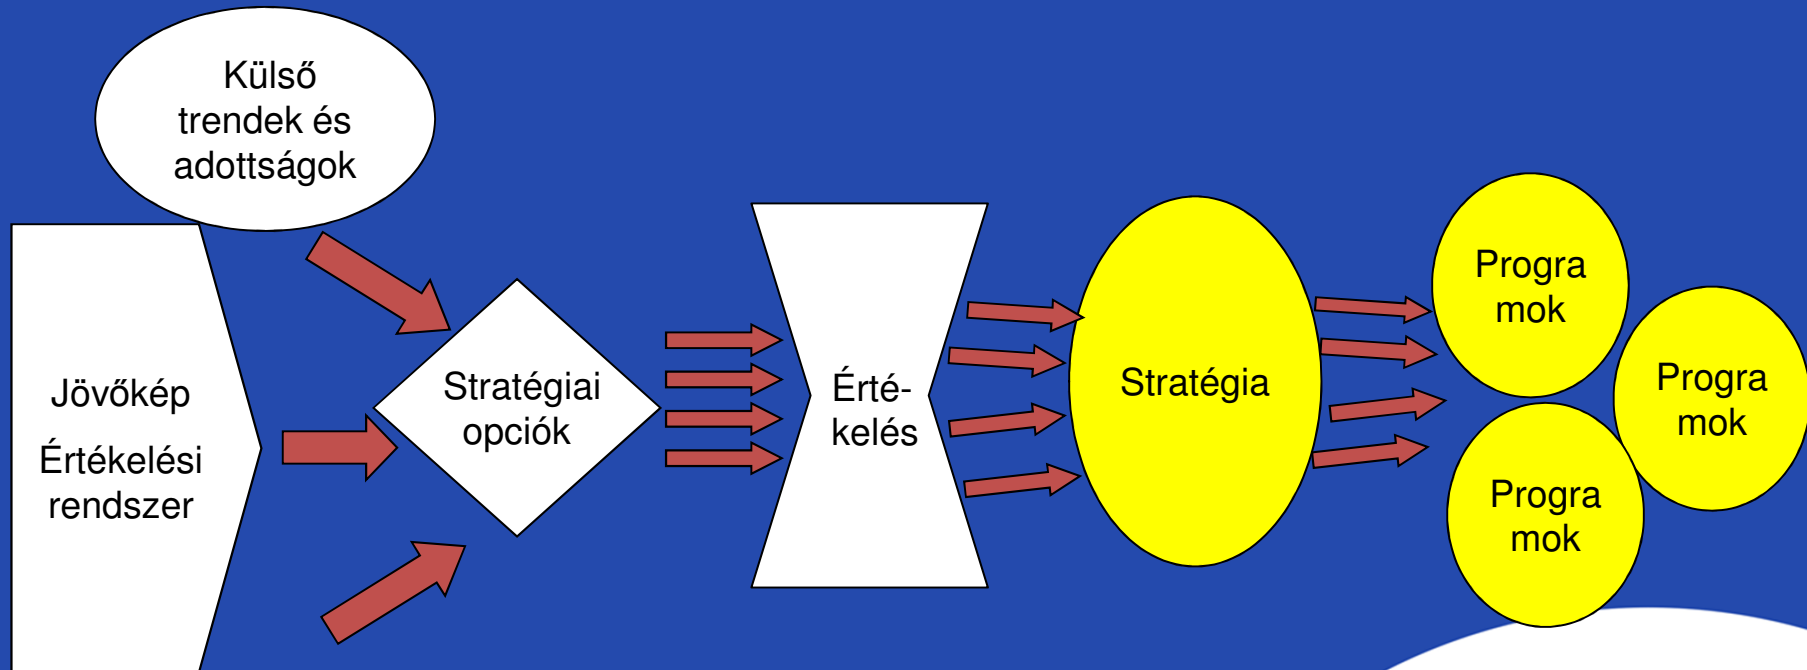 Külső
trendek és
adottságok
Jövőkép
Értékelési
rendszer
Stratégiai
opciók
Érté-
kelés
Stratégia
Progra
mok
Progra
mok
Progra
mok